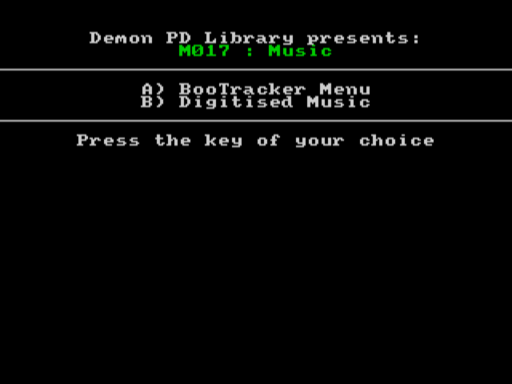 Demon PD Library presents:
M017 : Music
A) BooTracker Menu
B) Digitised Music
Press the key of your choice